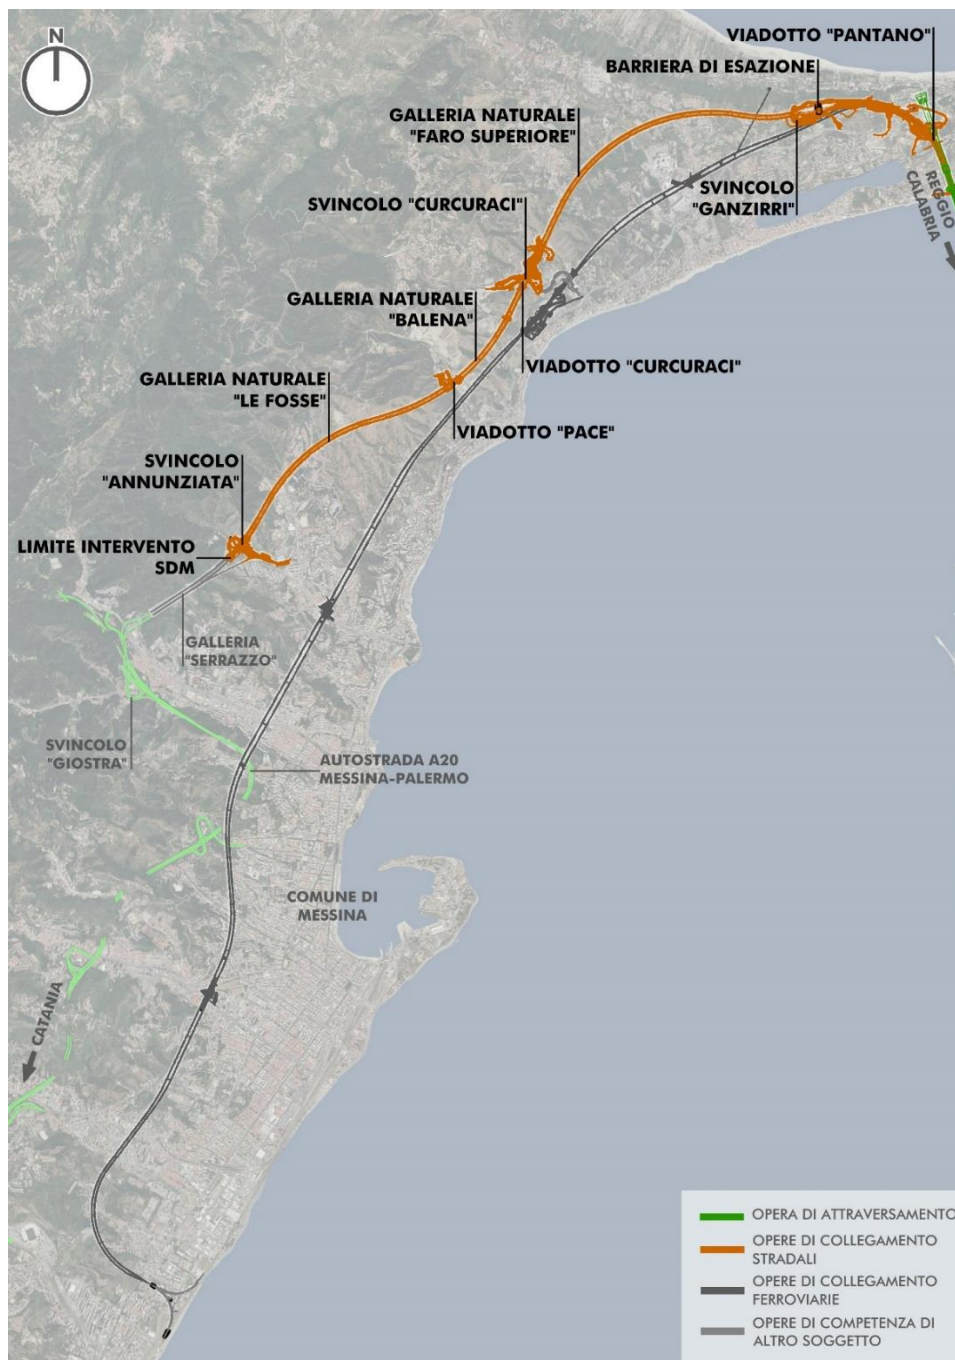 N
VIADOTTO "PANTANO"
BARRIERA DI ESAZIONE
GALLERIA NATURALE
"FARO SUPERIORE"
SVINCOLO
"GANZIRRI"
REGGIO
CALABRIA
SVINCOLO "CURCURACI"
GALLERIA NATURALE
"BALENA"
VIADOTTO "CURCURACI"
GALLERIA NATURALE
"LE FOSSE"
VIADOTTO "PACE"
SVINCOLO
"ANNUNZIATA"
LIMITE INTERVENTO
SDM
GALLERIA
"SERRAZZO"
SVINCOLO
"GIOSTRA"
AUTOSTRADA A20
MESSINA-PALERMO
COMUNE DI
MESSINA
CATANIA
OPERA DI ATTRAVERSAMENTO
OPERE DI COLLEGAMENTO
STRADALI
OPERE DI COLLEGAMENTO
FERROVIARIE
OPERE DI COMPETENZA DI
ALTRO SOGGETTO